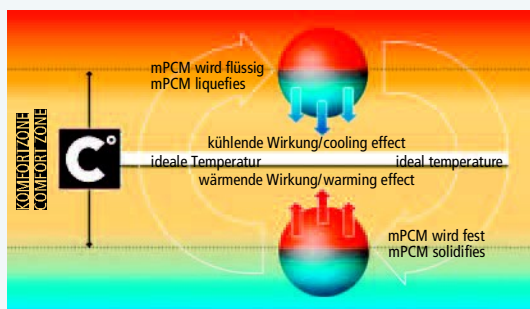 mPCM wird flüssig
mPCM liquefies
KOMFORTZONE
COMFORT ZONE
C°
kühlende Wirkung/cooling effect
ideale Temperatur
ideal temperature
wärmende Wirkung/warming effect
mPCM wird fest
mPCM solidifies